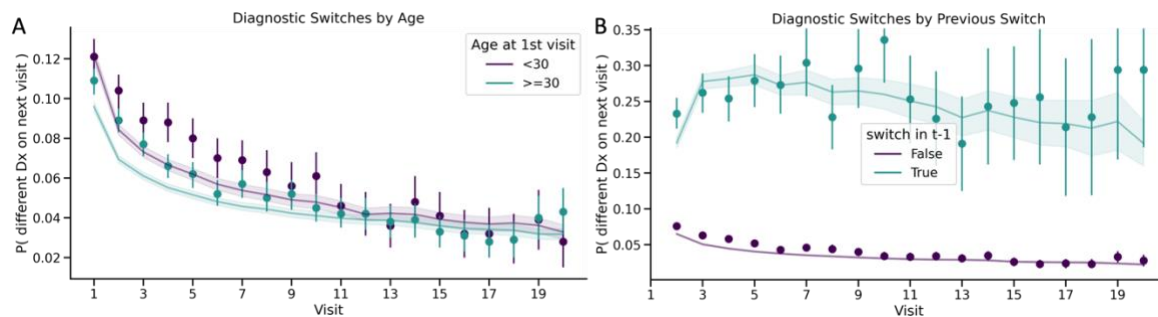 A
Diagnostic Switches by Age
P( different Dx on next visit )
0.12
0.10
0.08
0.06
0.04
0.02
Age at 1st visit
<30
>=30
1 3 5 7 9 11 13 15 17 19
Visit
B
Diagnostic Switches by Previous Switch
P( different Dx on next visit )
0.35
0.30
0.25
0.20
0.15
0.10
0.05
switch in t-1
False
True
1 3 5 7 9 11 13 15 17 19
Visit